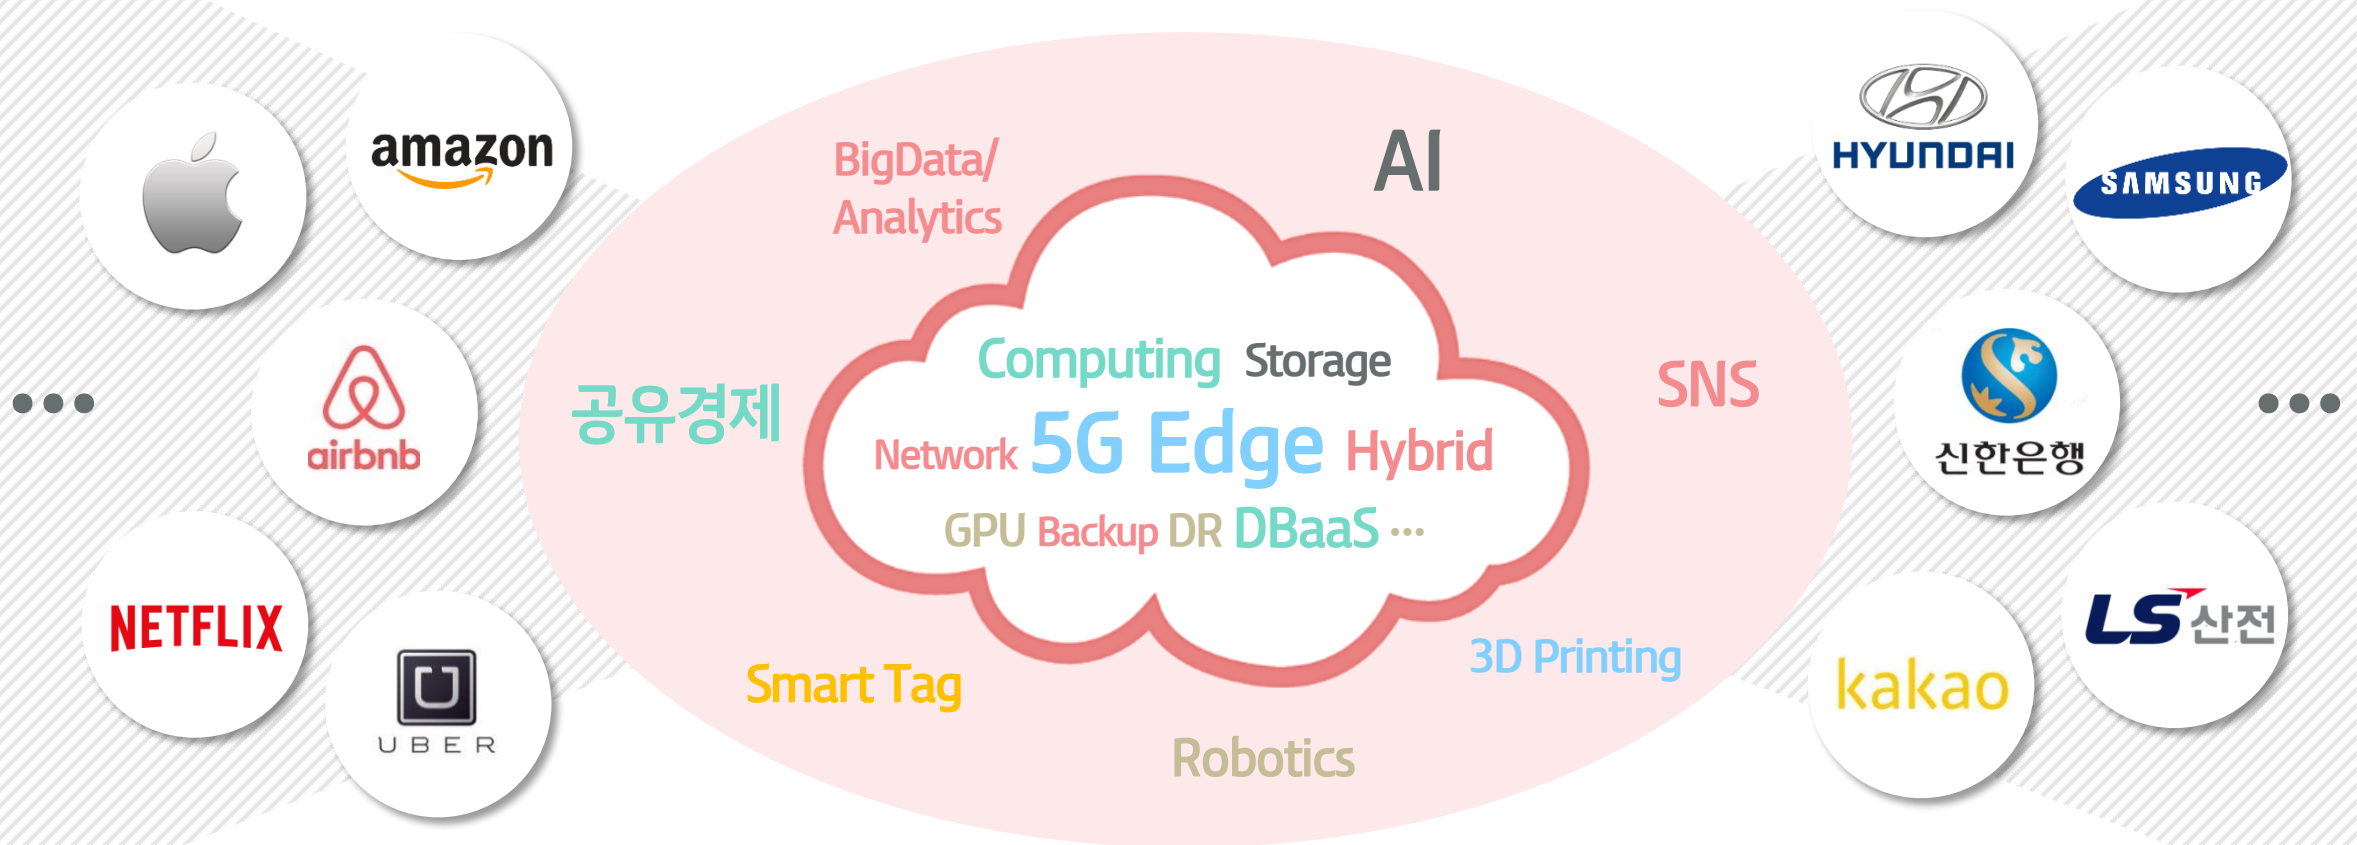 amazon
airbnb
NETFLIX
UBER
BigData/
Analytics
AI
공유경제
SNS
Computing Storage
Network 5G Edge Hybrid
GPU Backup DR DBaaS ···
Smart Tag
3D Printing
Robotics
HYUNDAI
SAMSUNG
신한은행
LS산전
kakao